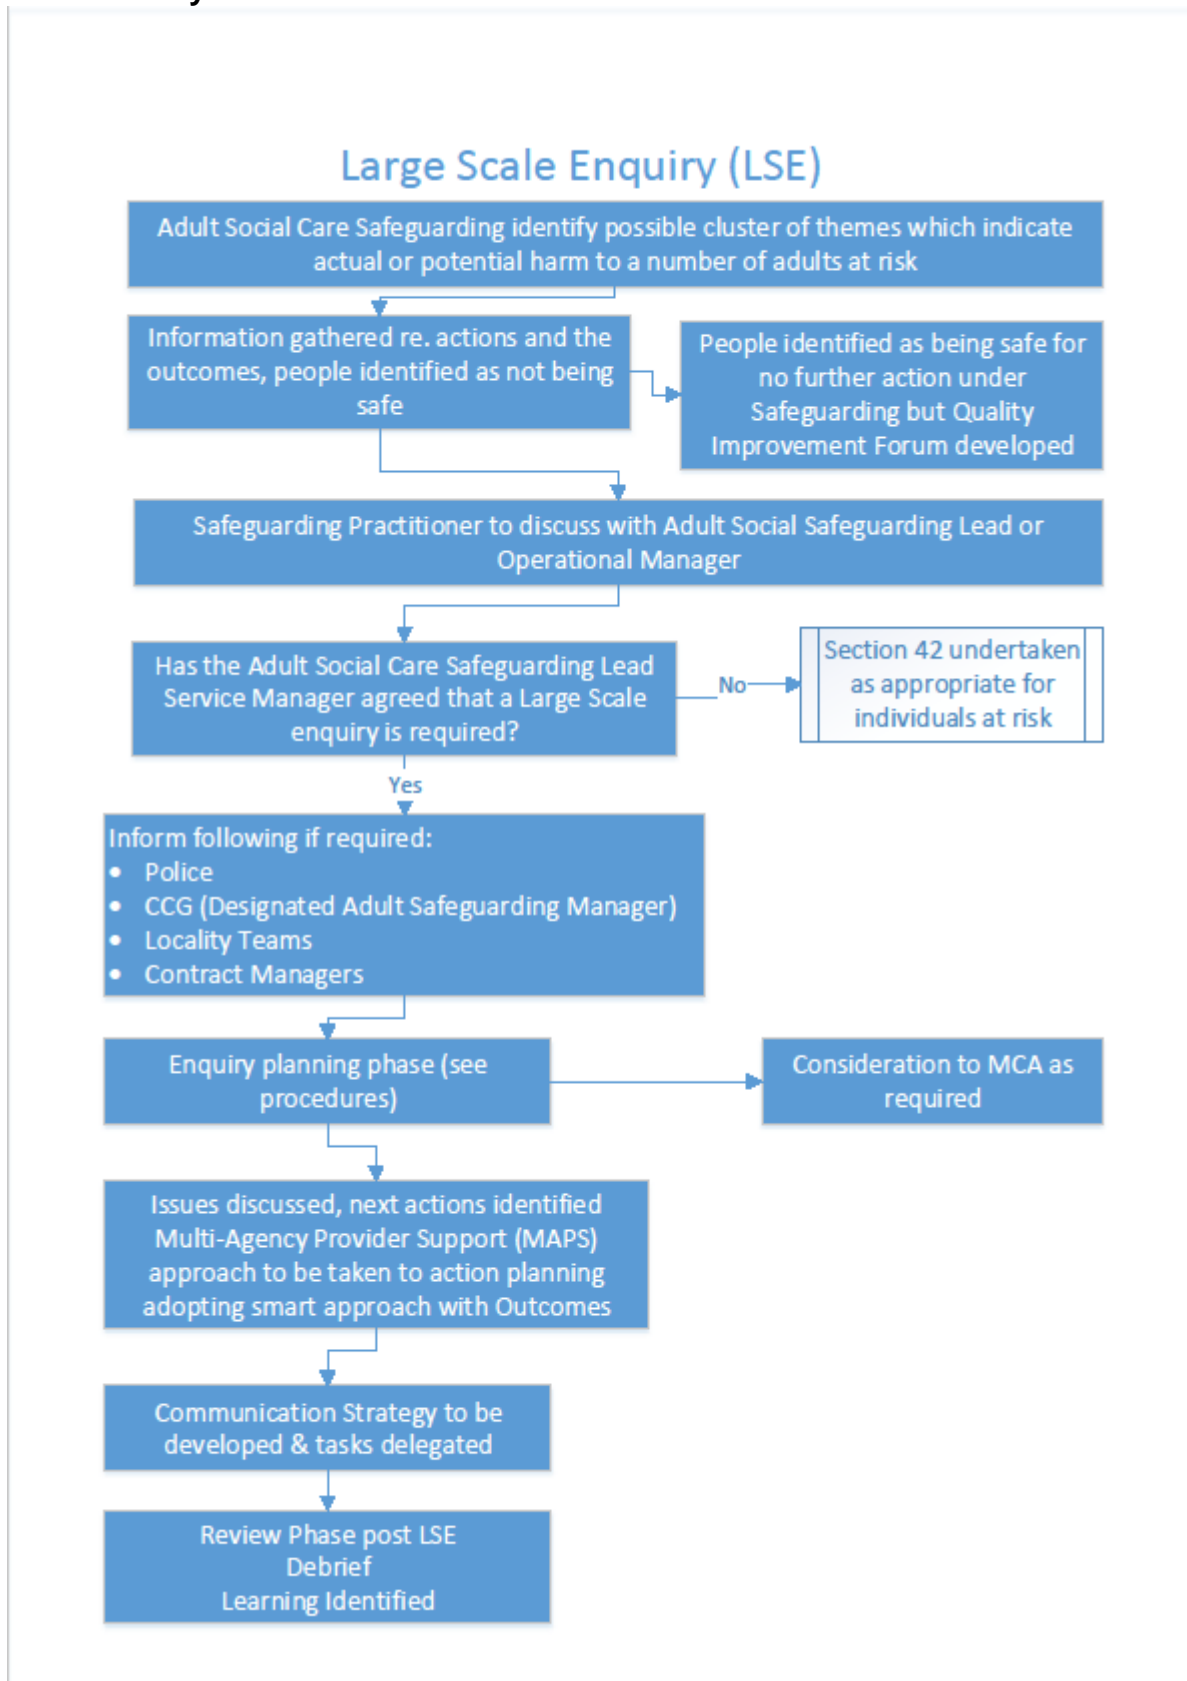 Large Scale Enquiry (LSE)
Adult Social Care Safeguarding identify possible cluster of themes which indicate
actual or potential harm to a number of adults at risk
Information gathered re. actions and the
outcomes, people identified as not being
safe
People identified as being safe for
no further action under
Safeguarding but Quality
Improvement Forum developed
Safeguarding Practitioner to discuss with Adult Social Safeguarding Lead or
Operational Manager
Has the Adult Social Care Safeguarding Lead
Service Manager agreed that a Large Scale
enquiry is required?
No
Section 42 undertaken
as appropriate for
individuals at risk
Yes
Inform following if required:
• Police
• CCG (Designated Adult Safeguarding Manager)
• Locality Teams
• Contract Managers
Enquiry planning phase (see
procedures)
Consideration to MCA as
required
Issues discussed, next actions identified
Multi-Agency Provider Support (MAPS)
approach to be taken to action planning
adopting smart approach with Outcomes
Communication Strategy to be
developed & tasks delegated
Review Phase post LSE
Debrief
Learning Identified